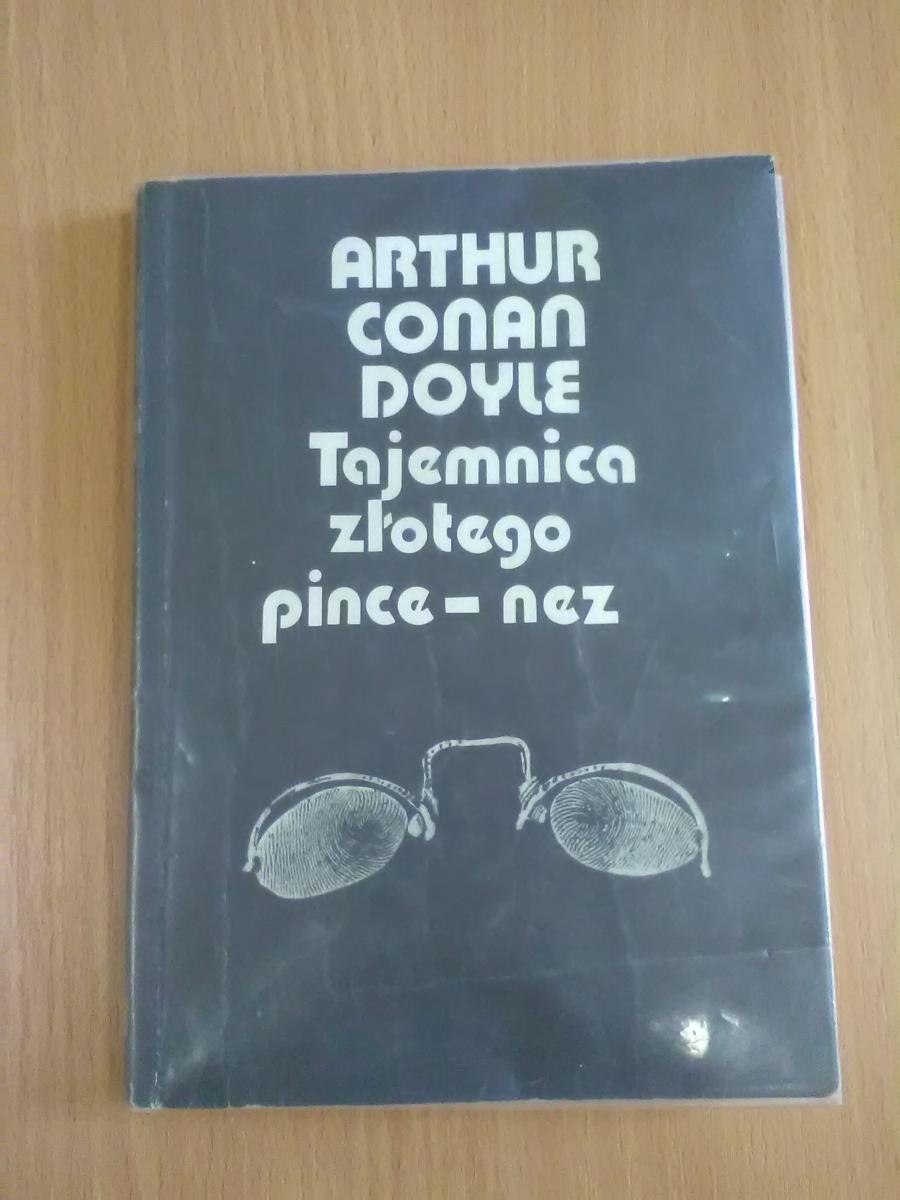 ARTHUR
CONAN
DOYLE
Tajemnica
złotego
pince-nez